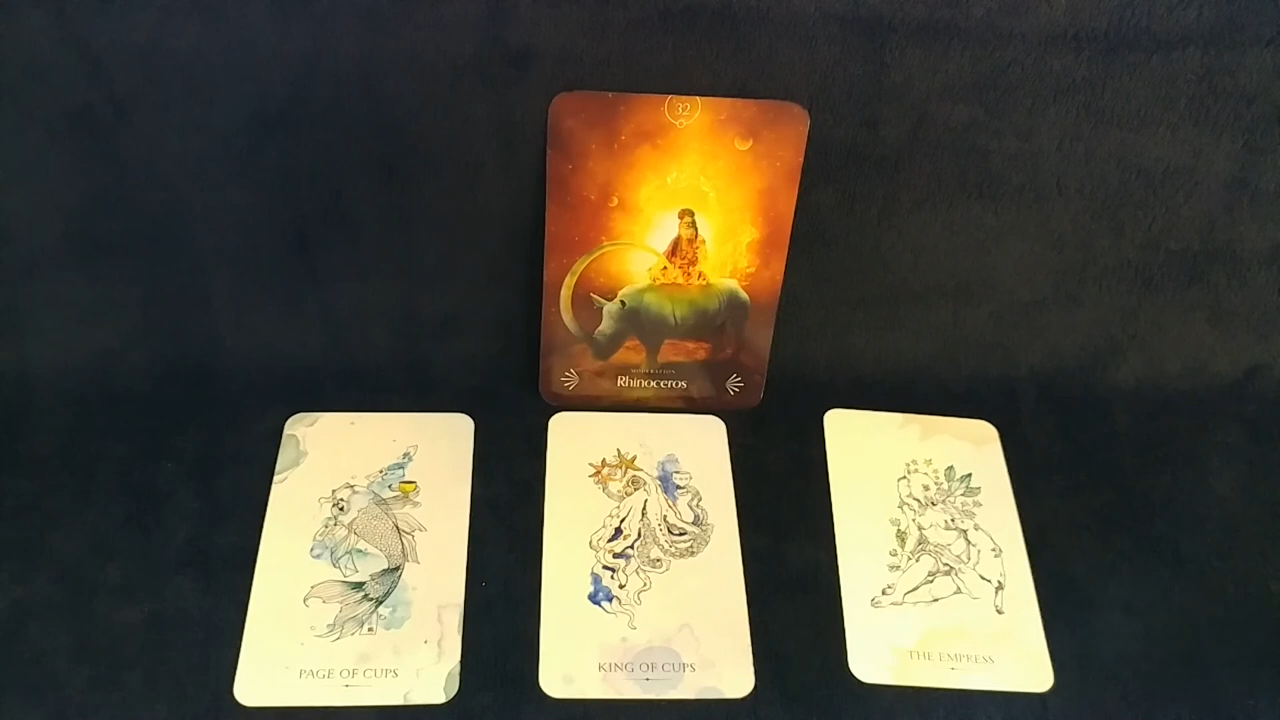 32
MODERATION
Rhinoceros
PAGE OF CUPS
KING OF CUPS
THE EMPRESS